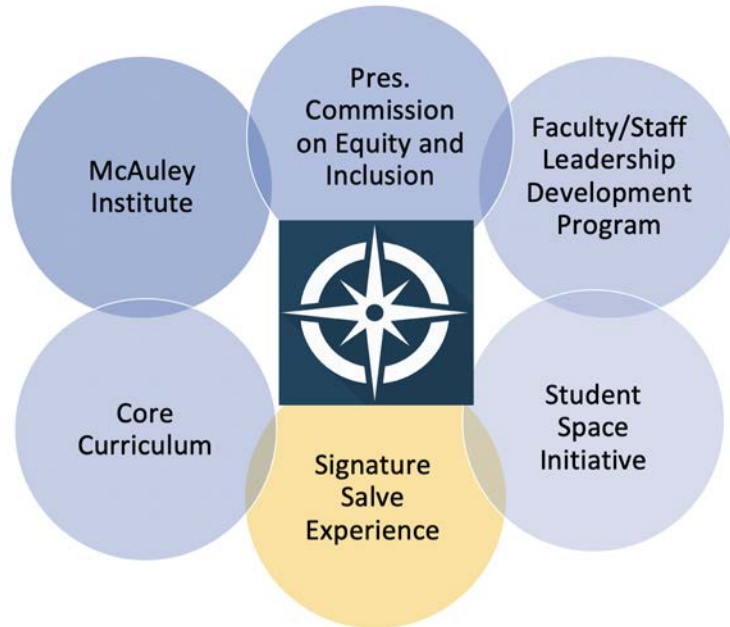 Pres.
Commission
on Equity and
Inclusion
Faculty/Staff
Leadership
Development
Program
Student
Space
Initiative
Signature
Salve
Experience
Core
Curriculum
McAuley
Institute